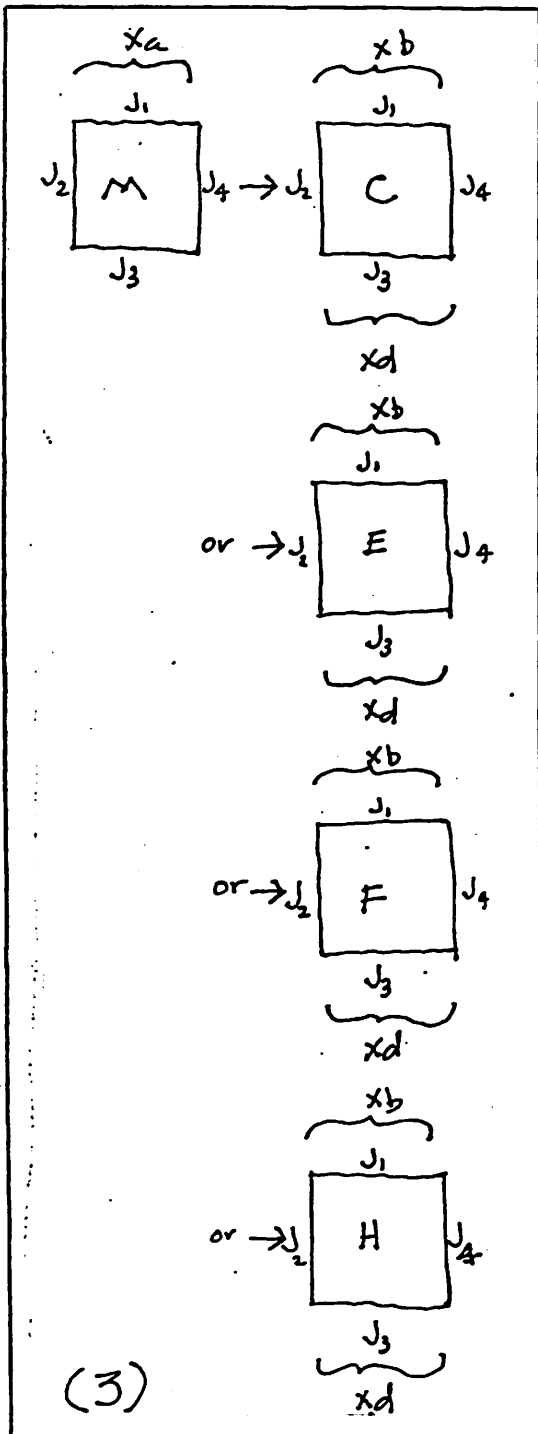 xa xb
J₁ J₁
J₂ M J₄ → J₂ C J₄
J₃ J₃
xd
xb
J₁
or → J₂ E J₄
J₃
xd
xb
J₁
or → J₂ F J₄
J₃
xd
xb
J₁
or → J₂ H J₄
J₃
(3) xd